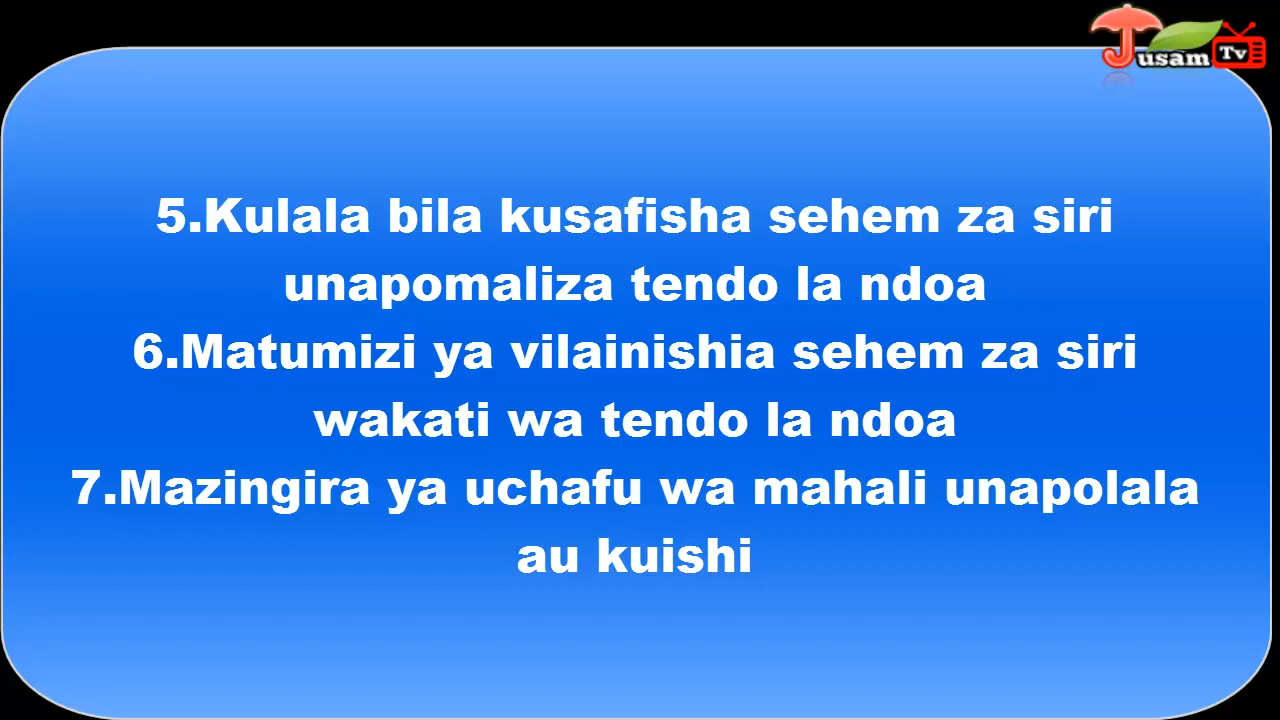 Jusam Tv
5.Kulala bila kusafisha sehem za siri
unapomaliza tendo la ndoa
6.Matumizi ya vilainishia sehem za siri
wakati wa tendo la ndoa
7.Mazingira ya uchafu wa mahali unapolala
au kuishi